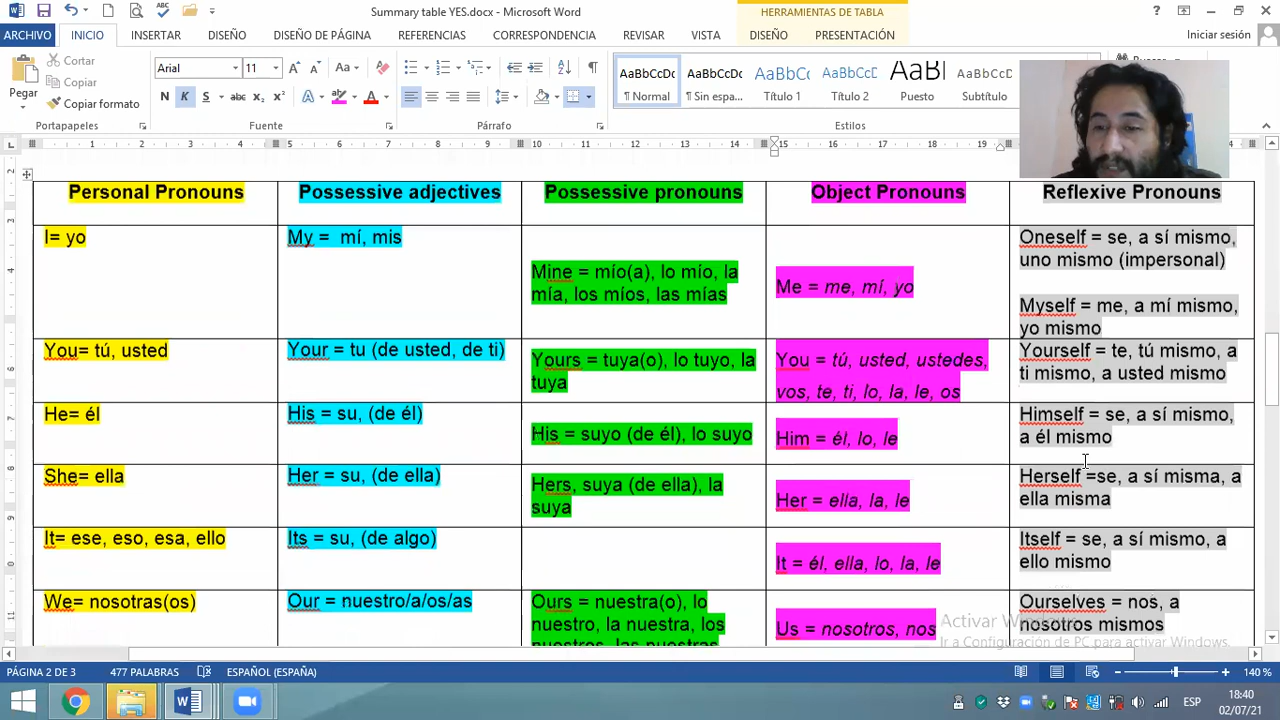 Summary table YES.docx - Microsoft Word
HERRAMIENTAS DE TABLA
ARCHIVO INICIO INSERTAR DISEÑO DISEÑO DE PÁGINA REFERENCIAS CORRESPONDENCIA REVISAR VISTA DISEÑO PRESENTACIÓN Iniciar sesión
Cortar
Copiar
Copiar formato
Pegar
Arial 11
N K S abc x₂ x²
AaBbCcDc AaBbCcDc AaBbCc AaBbCcD AaBl AaBbCcD
¶ Normal ¶ Sin espa... Título 1 Título 2 Puesto Subtítulo
Portapapeles Fuente Párrafo Estilos
Personal Pronouns
Possessive adjectives
Possessive pronouns
Object Pronouns
Reflexive Pronouns
I= yo
My = mí, mis
Mine = mío(a), lo mío, la
mía, los míos, las mías
Me = me, mí, yo
Oneself = se, a sí mismo,
uno mismo (impersonal)
Myself = me, a mí mismo,
yo mismo
You= tú, usted
Your = tu (de usted, de ti)
Yours = tuya(o), lo tuyo, la
tuya
You = tú, usted, ustedes,
vos, te, ti, lo, la, le, os
Yourself = te, tú mismo, a
ti mismo, a usted mismo
He= él
His = su, (de él)
His = suyo (de él), lo suyo
Him = él, lo, le
Himself = se, a sí mismo,
a él mismo
She= ella
Her = su, (de ella)
Hers, suya (de ella), la
suya
Her = ella, la, le
Herself =se, a sí misma, a
ella misma
It= ese, eso, esa, ello
Its = su, (de algo)
It = él, ella, lo, la, le
Itself = se, a sí mismo, a
ello mismo
We= nosotras(os)
Our = nuestro/a/os/as
Ours = nuestra(o), lo
nuestro, la nuestra, los
nuestros, las nuestras
Us = nosotros, nos
Ourselves = nos, a
nosotros mismos
Activar Windows
Ir a Configuración de PC para activar Windows.
PÁGINA 2 DE 3 477 PALABRAS ESPAÑOL (ESPAÑA) 140 %
ESP
18:40
02/07/21